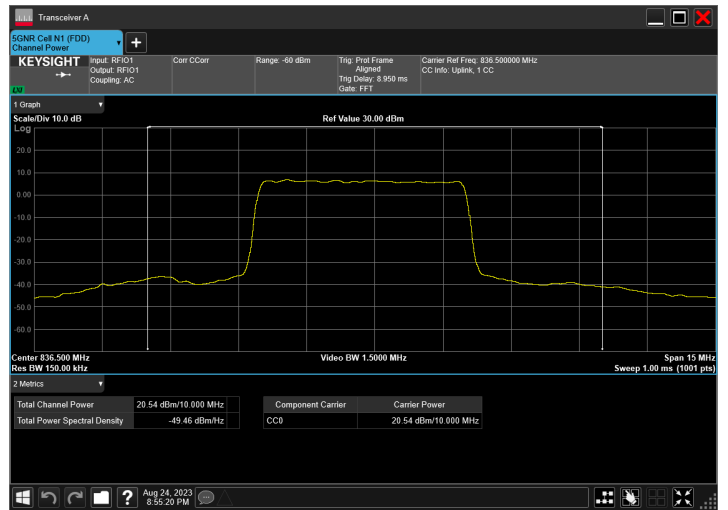 Transceiver A
5GNR Cell N1 (FDD)
Channel Power
KEYSIGHT
LXI
Input: RFIO1
Output: RFIO1
Coupling: AC
Corr CCorr
Range: -60 dBm
Trig: Prot Frame
Aligned
Trig Delay: 8.950 ms
Gate: FFT
Carrier Ref Freq: 836.500000 MHz
CC Info: Uplink, 1 CC
1 Graph
Scale/Div 10.0 dB
Ref Value 30.00 dBm
Log
20.0
10.0
0.00
-10.0
-20.0
-30.0
-40.0
-50.0
-60.0
Center 836.500 MHz
Video BW 1.5000 MHz
Span 15 MHz
Res BW 150.00 kHz
Sweep 1.00 ms (1001 pts)
2 Metrics
Total Channel Power 20.54 dBm/10.000 MHz
Total Power Spectral Density -49.46 dBm/Hz
Component Carrier Carrier Power
CC0 20.54 dBm/10.000 MHz
?
Aug 24, 2023
8:55:20 PM